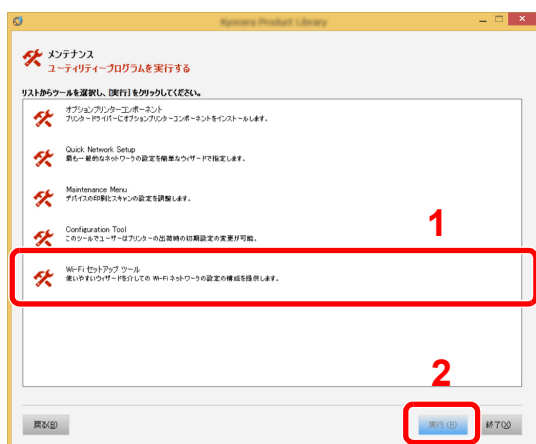 Kyocera Product Library
メンテナンス
ユーティリティープログラムを実行する
リストからツールを選択し、[実行] をクリックしてください。
オプションプリンターコンポーネント
プリンタードライバーにオプションプリンターコンポーネントをインストールします。
Quick Network Setup
最も一般的なネットワークの設定を簡単なウィザードで指定します。
Maintenance Menu
デバイスの印刷とスキャンの設定を調整します。
Configuration Tool
このツールでユーザーはプリンターの出荷時の初期設定の変更が可能。
1
Wi-Fi セットアップ ツール
使いやすいウィザードを介しての Wi-Fi ネットワークの設定の構成を提供します。
2
戻る(B)
実行 (R)
終了(X)